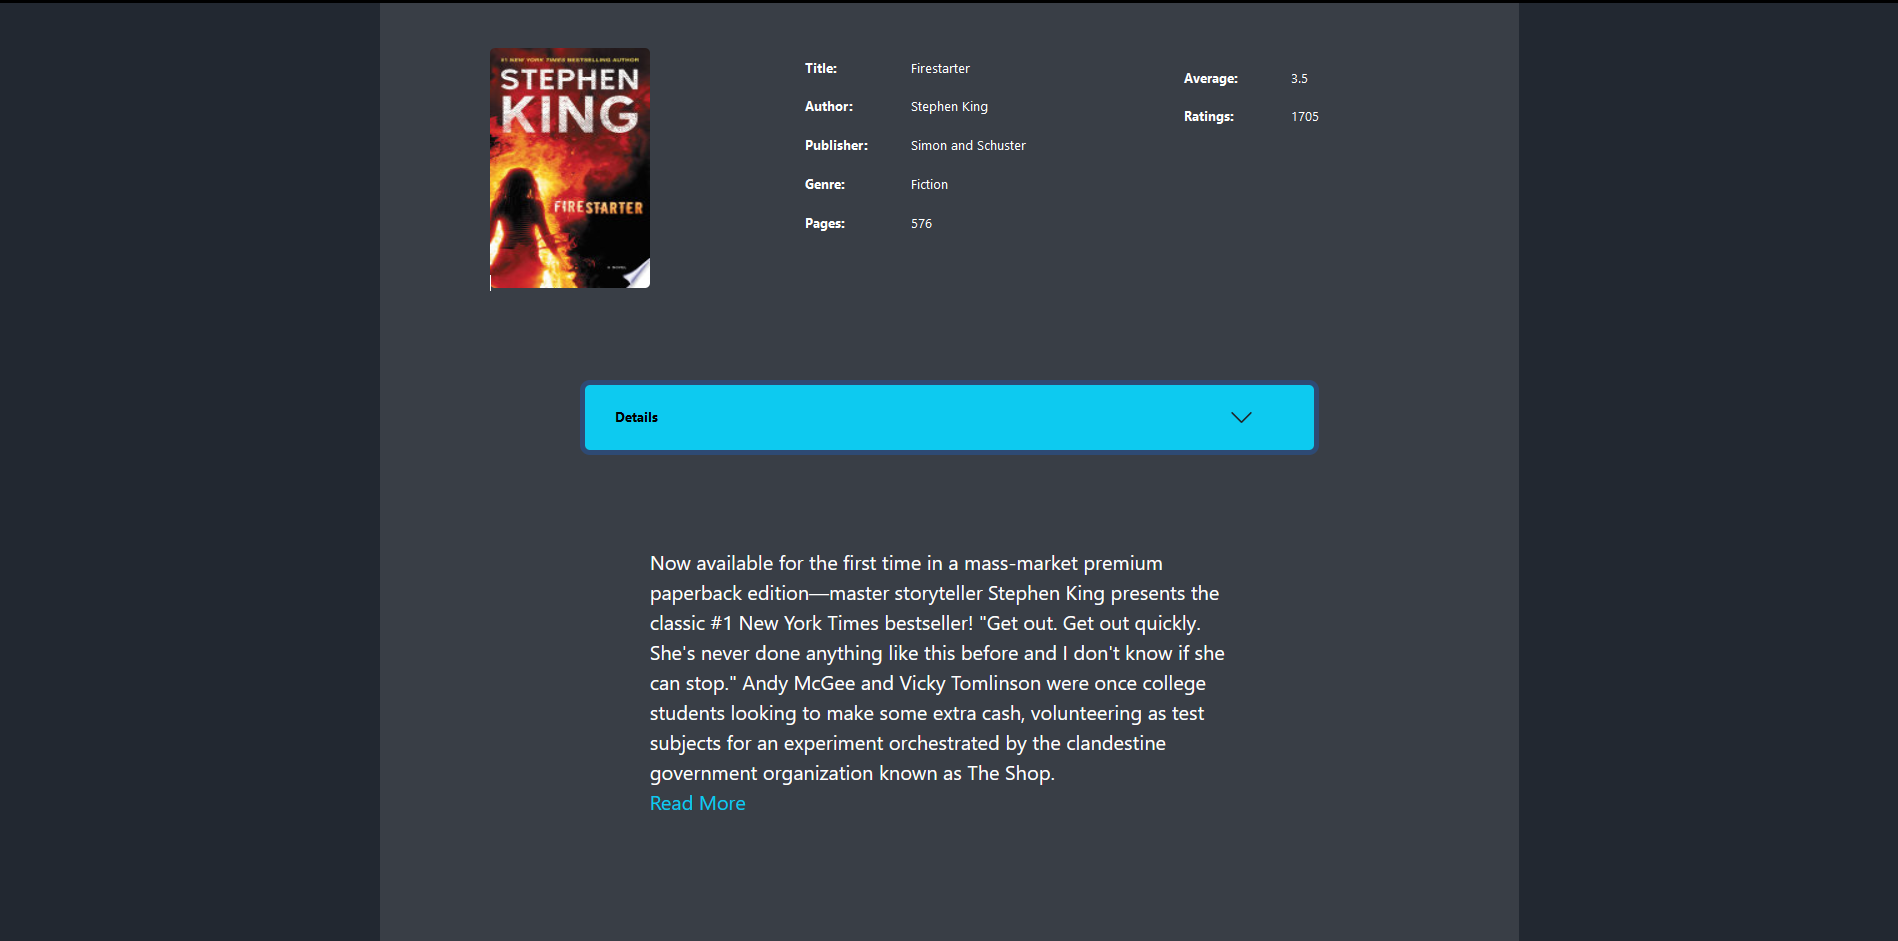 #1 NEW YORK TIMES BESTSELLING AUTHOR
STEPHEN
KING
FIRESTARTER
A NOVEL
Title: Firestarter
Author: Stephen King
Publisher: Simon and Schuster
Genre: Fiction
Pages: 576
Average: 3.5
Ratings: 1705
Details
Now available for the first time in a mass-market premium
paperback edition—master storyteller Stephen King presents the
classic #1 New York Times bestseller! "Get out. Get out quickly.
She's never done anything like this before and I don't know if she
can stop." Andy McGee and Vicky Tomlinson were once college
students looking to make some extra cash, volunteering as test
subjects for an experiment orchestrated by the clandestine
government organization known as The Shop.
Read More